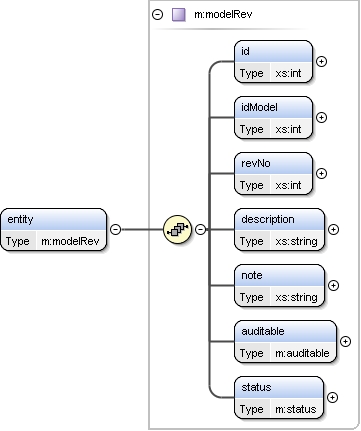 m:modelRev
id
Type xs:int
idModel
Type xs:int
revNo
Type xs:int
entity
Type m:modelRev
description
Type xs:string
note
Type xs:string
auditable
Type m:auditable
status
Type m:status